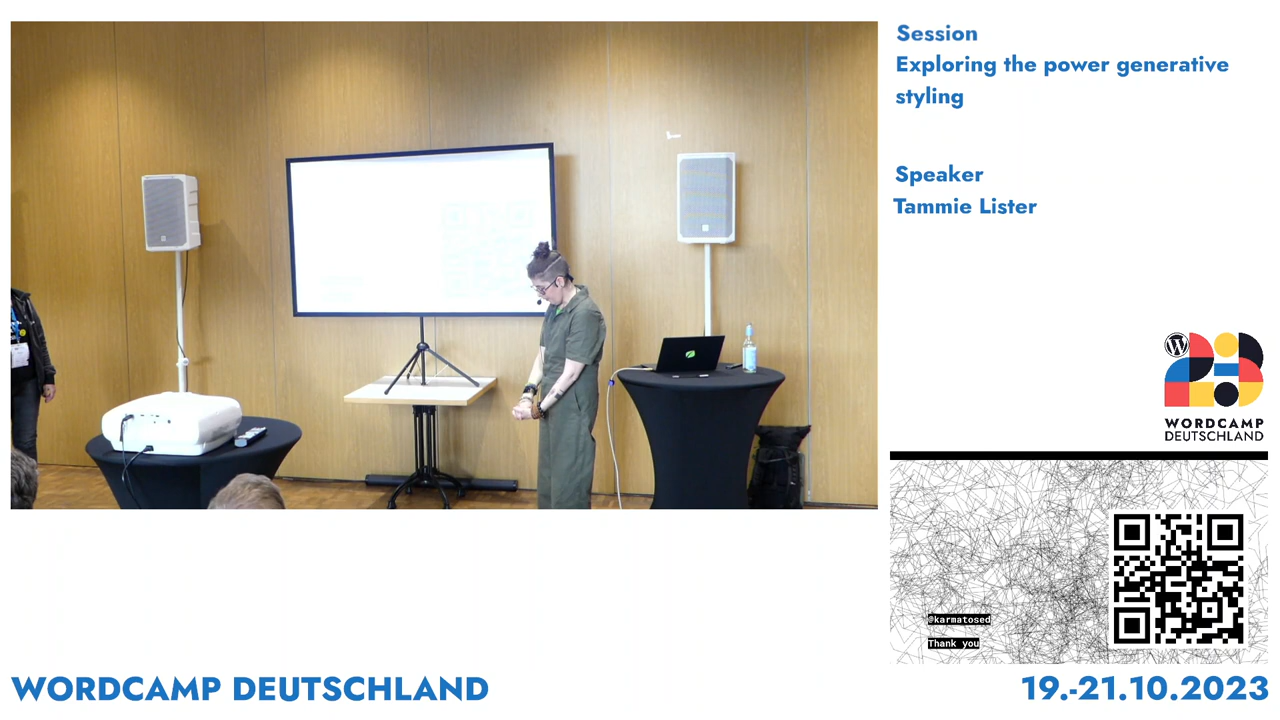 Session
Exploring the power generative
styling
Speaker
Tammie Lister
W
WORDCAMP
DEUTSCHLAND
@karmatosed
Thank you
WORDCAMP DEUTSCHLAND
19.-21.10.2023